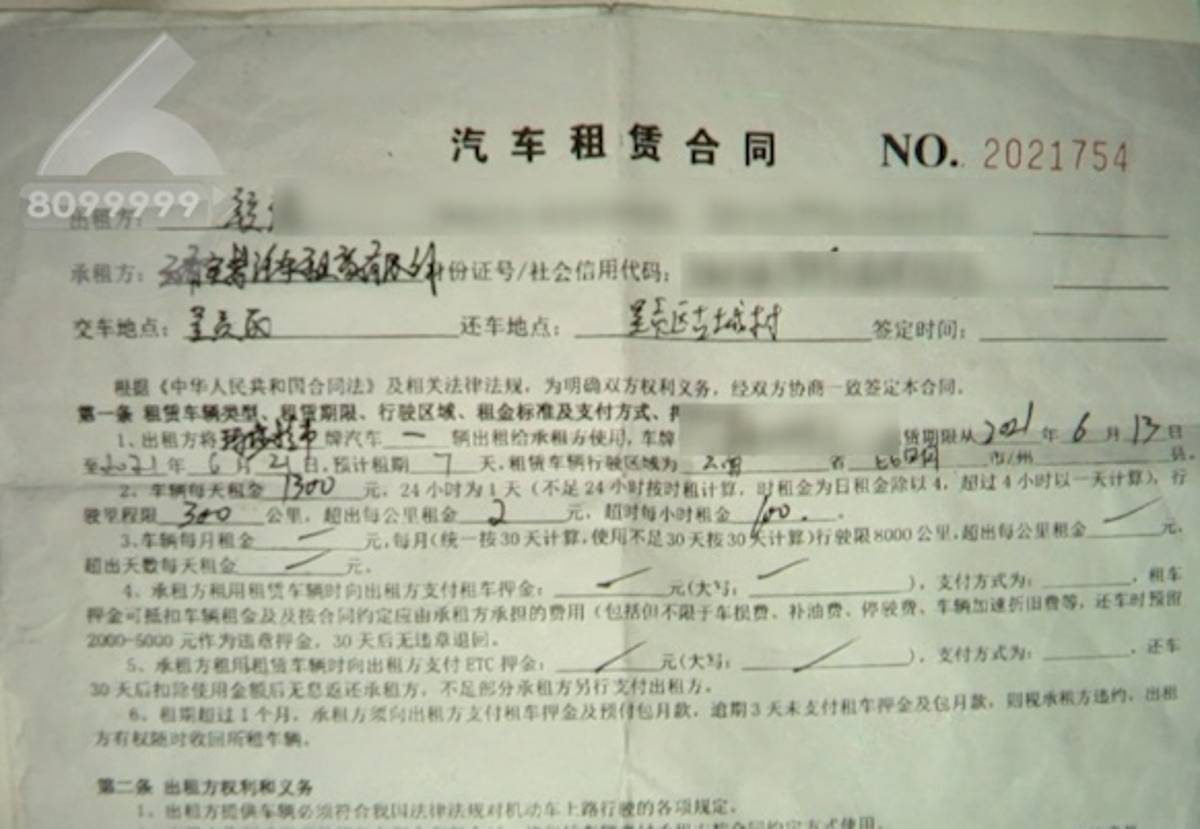 汽车租赁合同 NO. 2021754
8099999
出租方:
承租方: 份证号/社会信用代码:
交车地点: 呈贡 还车地点: 呈贡区古城村 签定时间:
根据《中华人民共和国合同法》及相关法律法规,为明确双方权利义务,经双方协商一致签定本合同。
第一条 租赁车辆类型、租赁期限、行驶区域、租金标准及支付方式、
1、出租方将 牌汽车 一 辆出租给承租方使用,车牌 赁期限从2021年6月13日
至2021年6月21日,预计租期 7 天,租赁车辆行驶区域为 云南 省 昆明 市/州
2、车辆每天租金 1300 元,24小时为1天(不足24小时按时租计算,时租金为日租金除以4,超过4小时以一天计算),行
驶里程限 300 公里,超出每公里租金 2 元,超时每小时租金 100 。
3、车辆每月租金 元,每月(统一按30天计算,使用不足30天按30天计算)行驶限8000公里,超出每公里租金 元,
超出天数每天租金 元。
4、承租方租用租赁车辆时向出租方支付租车押金: 元(大写: ),支付方式为: ,租车
押金可抵扣车辆租金及及按合同约定应由承租方承担的费用(包括但不限于车损费、补油费、停驶费、车辆加速折旧费等,还车时预留
2000-5000元作为违章押金,30天后无违章退回。
5、承租方租用租赁车辆时向出租方支付ETC押金: 元(大写: ),支付方式为: ,还车
30天后扣除使用金额后无息返还承租方,不足部分承租方另行支付出租方。
6、租期超过1个月,承租方须向出租方支付租车押金及预付包月款,逾期3天未支付租车押金及包月款,则视承租方违约,出租
方有权随时收回所租车辆。
第二条 出租方权利和义务
1、出租方提供车辆必须符合我国法律法规对机动车上路行驶的各项规定。